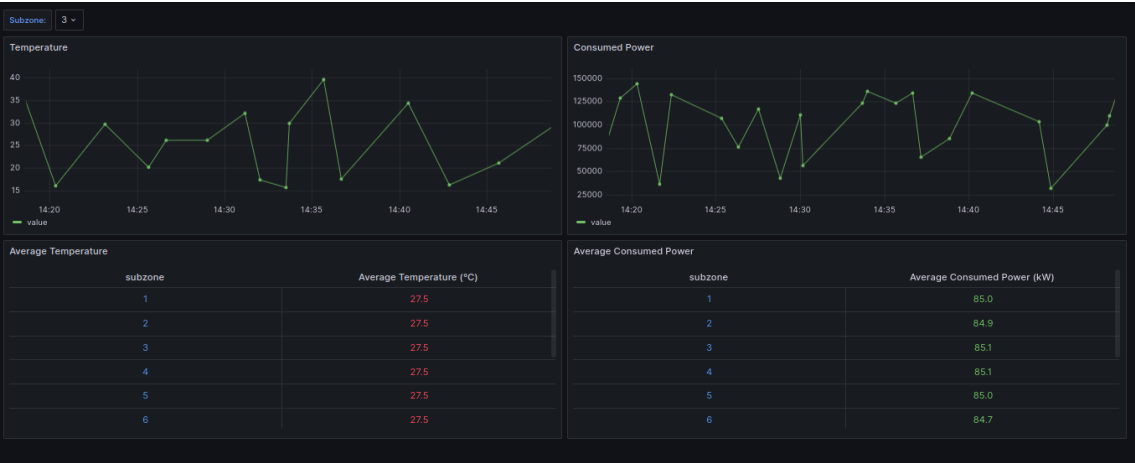 Subzone: 3
Temperature
40
35
30
25
20
15
14:20 14:25 14:30 14:35 14:40 14:45
value
Consumed Power
150000
125000
100000
75000
50000
25000
14:20 14:25 14:30 14:35 14:40 14:45
value
Average Temperature
subzone Average Temperature (°C)
1 27.5
2 27.5
3 27.5
4 27.5
5 27.5
6 27.5
Average Consumed Power
subzone Average Consumed Power (kW)
1 85.0
2 84.9
3 85.1
4 85.1
5 85.0
6 84.7